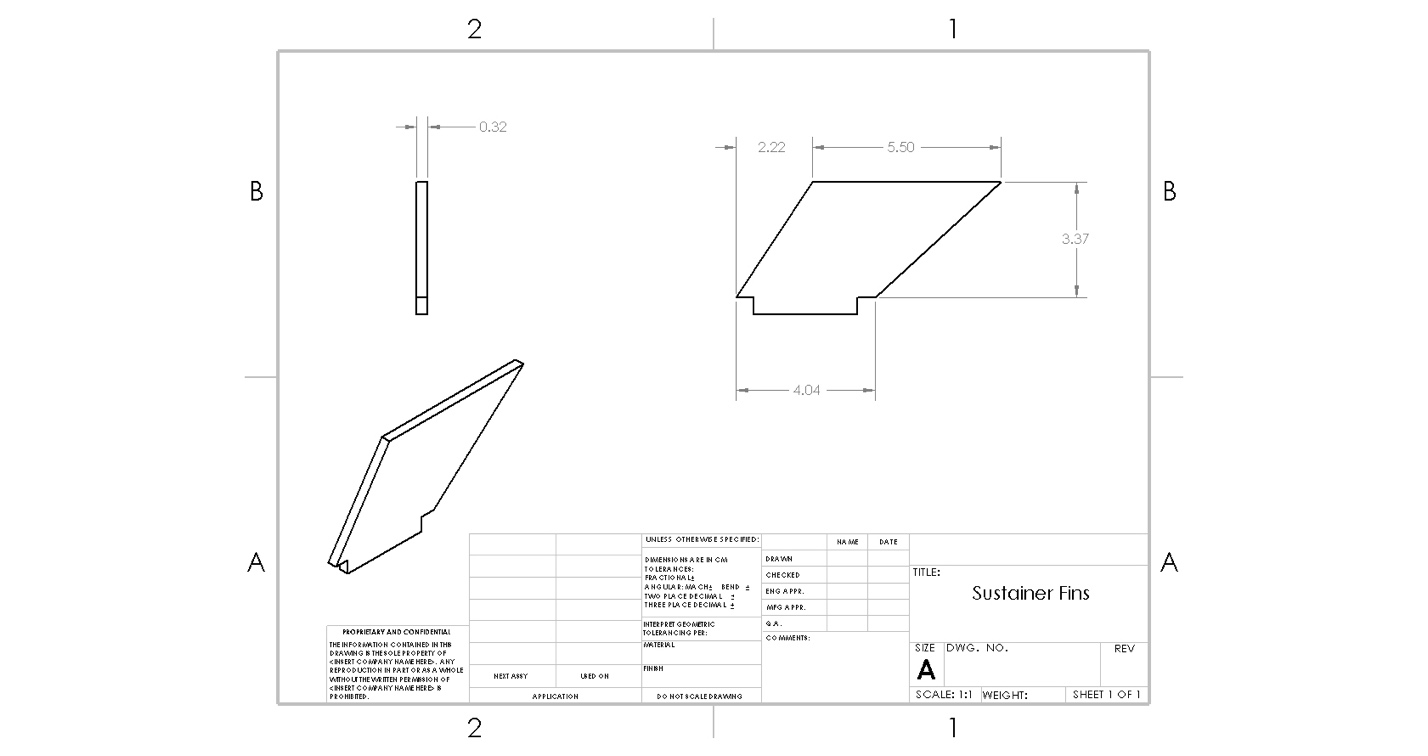 2 1
0.32
2.22 5.50
B B
3.37
4.04
A A
UNLESS OTHERWISE SPECIFIED:
DIMENSIONS ARE IN CM
TOLERANCES:
FRACTIONAL±
ANGULAR: MACH± BEND ±
TWO PLACE DECIMAL ±
THREE PLACE DECIMAL ±
INTERPRET GEOMETRIC
TOLERANCING PER:
MATERIAL
FINISH
DO NOT SCALE DRAWING
NAME DATE
DRAWN
CHECKED
ENG APPR.
MFG APPR.
Q.A.
COMMENTS:
TITLE:
Sustainer Fins
SIZE DWG. NO. REV
A
SCALE: 1:1 WEIGHT: SHEET 1 OF 1
PROPRIETARY AND CONFIDENTIAL
THE INFORMATION CONTAINED IN THIS
DRAWING IS THE SOLE PROPERTY OF
<INSERT COMPANY NAME HERE>. ANY
REPRODUCTION IN PART OR AS A WHOLE
WITHOUT THE WRITTEN PERMISSION OF
<INSERT COMPANY NAME HERE> IS
PROHIBITED.
NEXT ASSY USED ON
APPLICATION
2 1